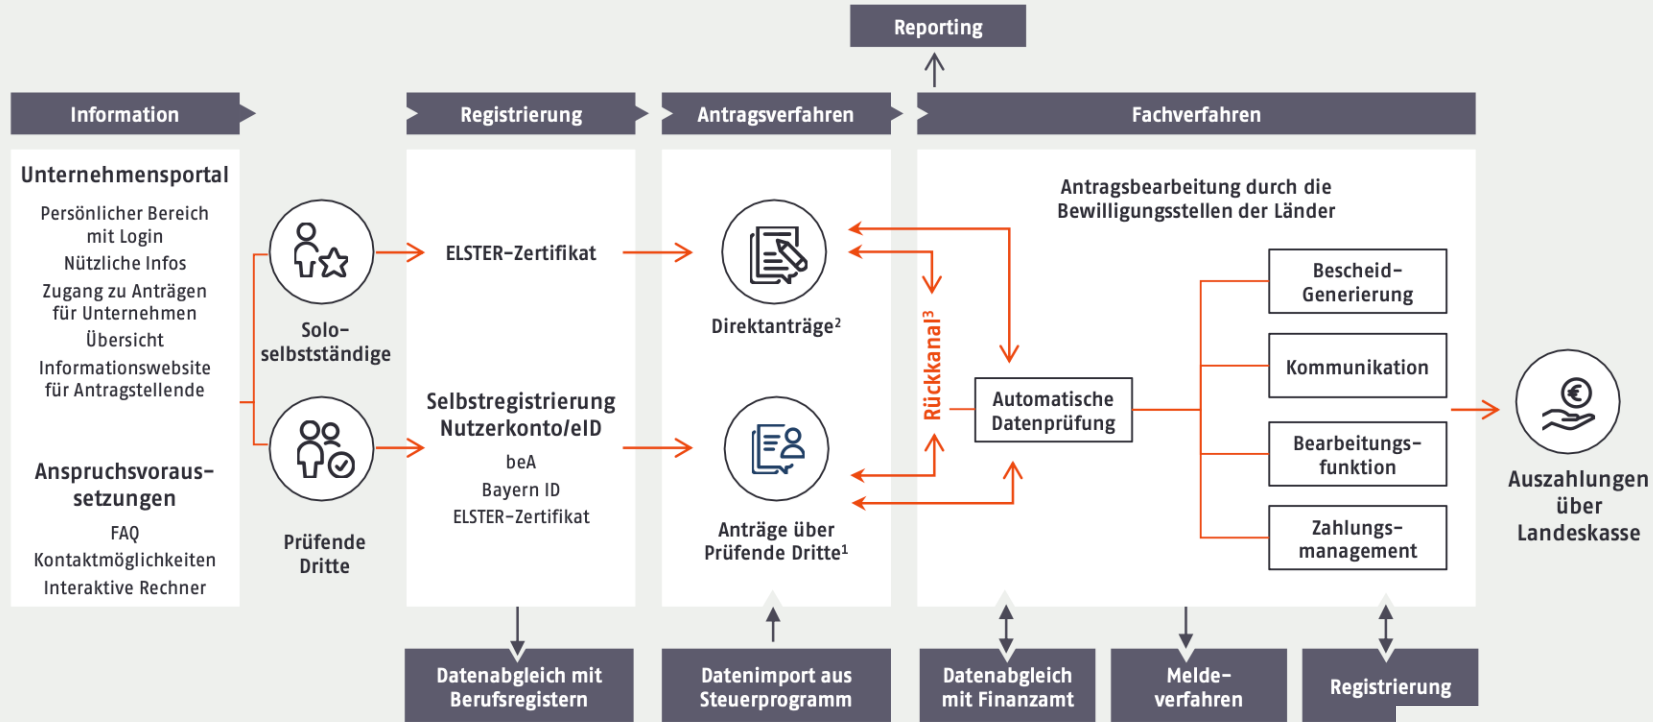 Reporting
Information
Registrierung
Antragsverfahren
Fachverfahren
Unternehmensportal
Persönlicher Bereich
mit Login
Nützliche Infos
Zugang zu Anträgen
für Unternehmen
Übersicht
Informationswebsite
für Antragstellende
Anspruchsvoraus-
setzungen
FAQ
Kontaktmöglichkeiten
Interaktive Rechner
Solo-
selbstständige
Prüfende
Dritte
ELSTER-Zertifikat
Selbstregistrierung
Nutzerkonto/eID
beA
Bayern ID
ELSTER-Zertifikat
Direktanträge²
Anträge über
Prüfende Dritte¹
Rückkanal³
Antragsbearbeitung durch die
Bewilligungsstellen der Länder
Automatische
Datenprüfung
Bescheid-
Generierung
Kommunikation
Bearbeitungs-
funktion
Zahlungs-
management
€
Auszahlungen
über
Landeskasse
Datenabgleich mit
Berufsregistern
Datenimport aus
Steuerprogramm
Datenabgleich
mit Finanzamt
Melde-
verfahren
Registrierung